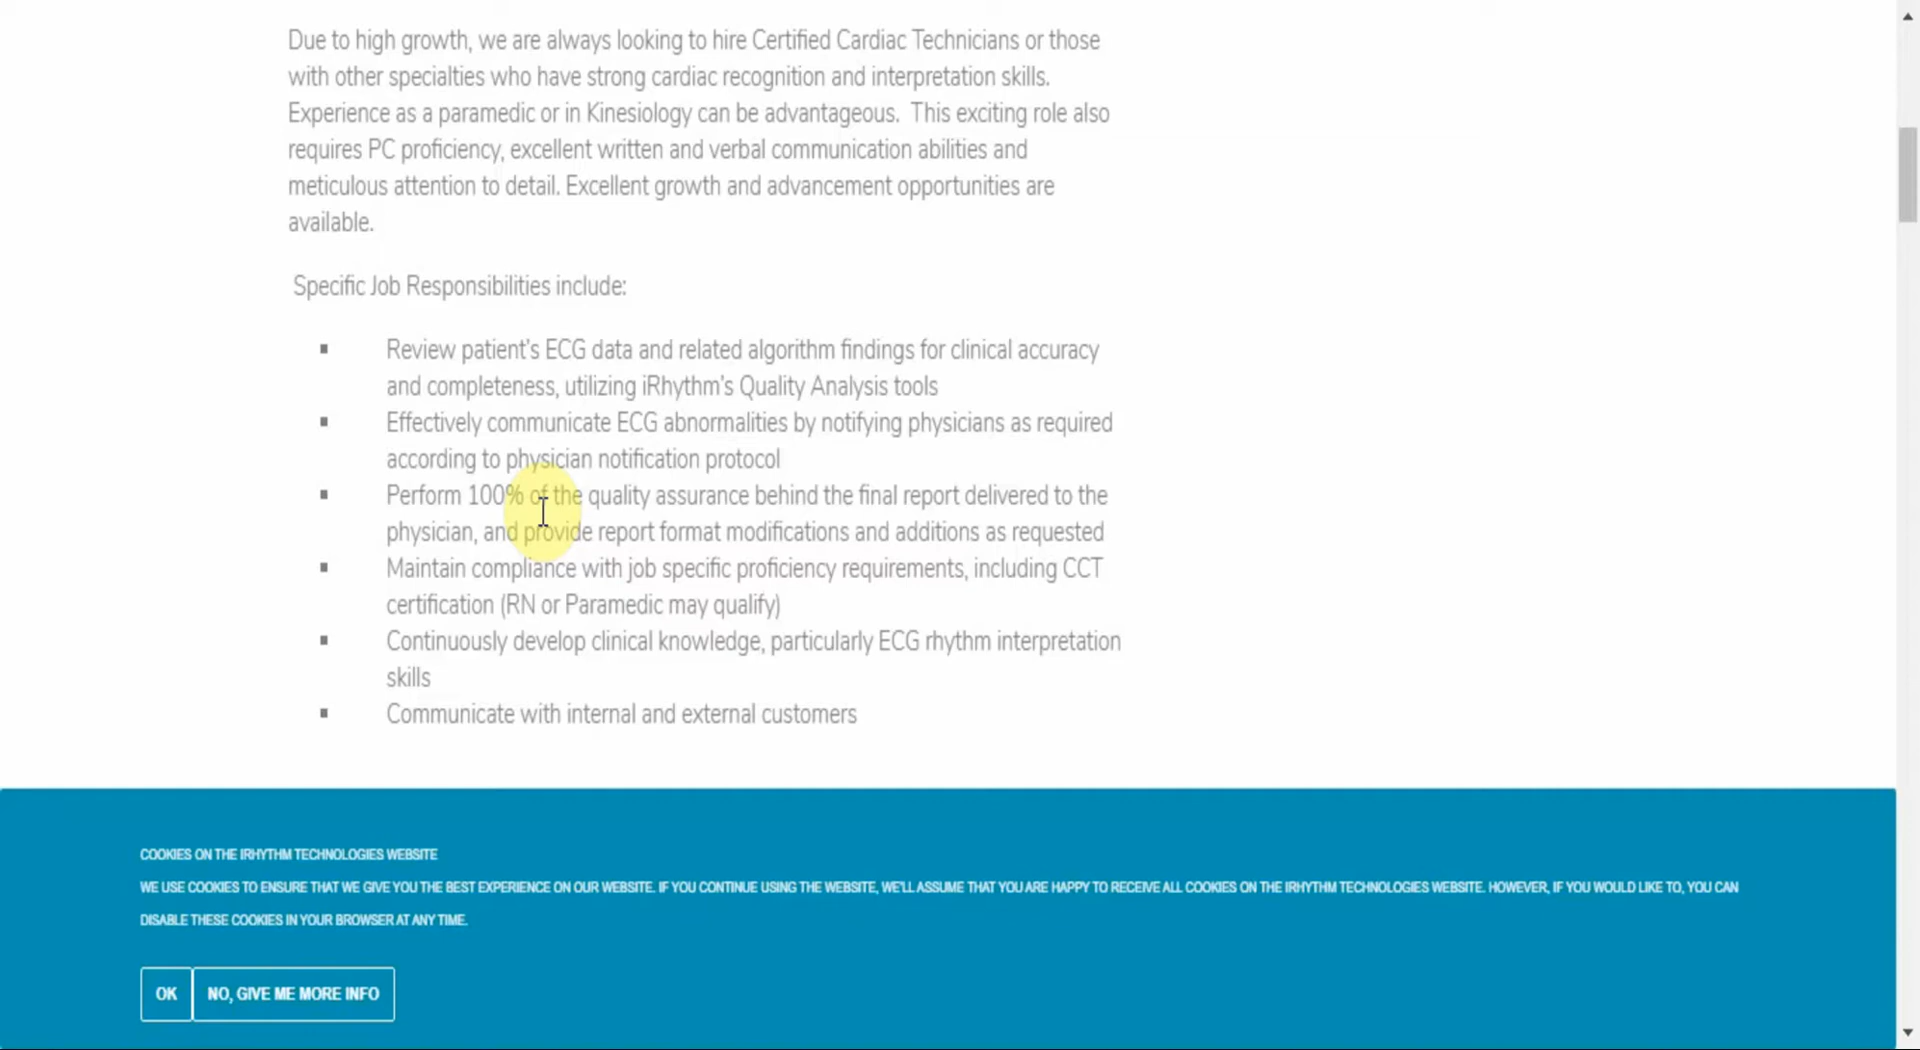 Due to high growth, we are always looking to hire Certified Cardiac Technicians or those
with other specialties who have strong cardiac recognition and interpretation skills.
Experience as a paramedic or in Kinesiology can be advantageous.  This exciting role also
requires PC proficiency, excellent written and verbal communication abilities and
meticulous attention to detail. Excellent growth and advancement opportunities are
available.
Specific Job Responsibilities include:
▪ Review patient's ECG data and related algorithm findings for clinical accuracy
and completeness, utilizing iRhythm's Quality Analysis tools
▪ Effectively communicate ECG abnormalities by notifying physicians as required
according to physician notification protocol
▪ Perform 100% of the quality assurance behind the final report delivered to the
physician, and provide report format modifications and additions as requested
▪ Maintain compliance with job specific proficiency requirements, including CCT
certification (RN or Paramedic may qualify)
▪ Continuously develop clinical knowledge, particularly ECG rhythm interpretation
skills
▪ Communicate with internal and external customers
COOKIES ON THE IRHYTHM TECHNOLOGIES WEBSITE
WE USE COOKIES TO ENSURE THAT WE GIVE YOU THE BEST EXPERIENCE ON OUR WEBSITE. IF YOU CONTINUE USING THE WEBSITE, WE'LL ASSUME THAT YOU ARE HAPPY TO RECEIVE ALL COOKIES ON THE IRHYTHM TECHNOLOGIES WEBSITE. HOWEVER, IF YOU WOULD LIKE TO, YOU CAN
DISABLE THESE COOKIES IN YOUR BROWSER AT ANY TIME.
OK NO, GIVE ME MORE INFO